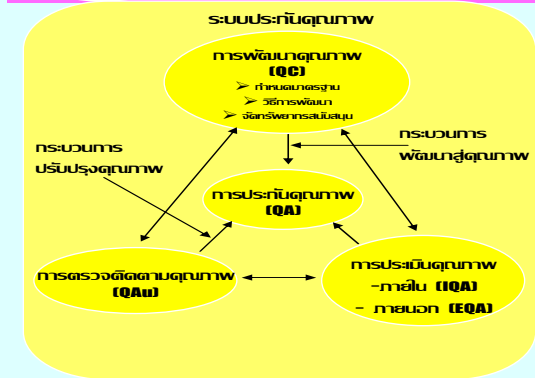 ระบบประกันคุณภาพ
การพัฒนาคุณภาพ
(QC)
➢ กำหนดมาตรฐาน
➢ วิธีการพัฒนา
➢ จัดทรัพยากรสนับสนุน
กระบวนการ
ปรับปรุงคุณภาพ
กระบวนการ
พัฒนาสู่คุณภาพ
การประกันคุณภาพ
(QA)
การตรวจติดตามคุณภาพ
(QAu)
การประเมินคุณภาพ
-ภายใน (IQA)
- ภายนอก (EQA)